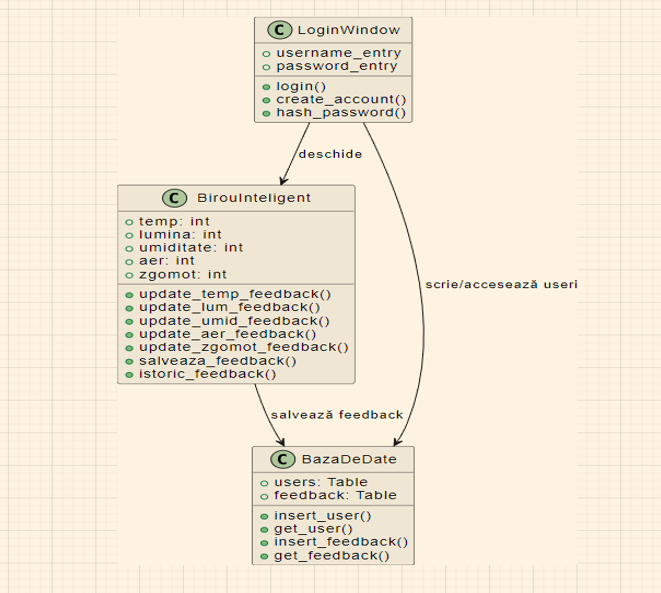 C LoginWindow
username_entry
password_entry
login()
create_account()
hash_password()
deschide
C BirouInteligent
temp: int
lumina: int
umiditate: int
aer: int
zgomot: int
update_temp_feedback()
update_lum_feedback()
update_umid_feedback()
update_aer_feedback()
update_zgomot_feedback()
salveaza_feedback()
istoric_feedback()
scrie/accesează useri
salvează feedback
C BazaDeDate
users: Table
feedback: Table
insert_user()
get_user()
insert_feedback()
get_feedback()